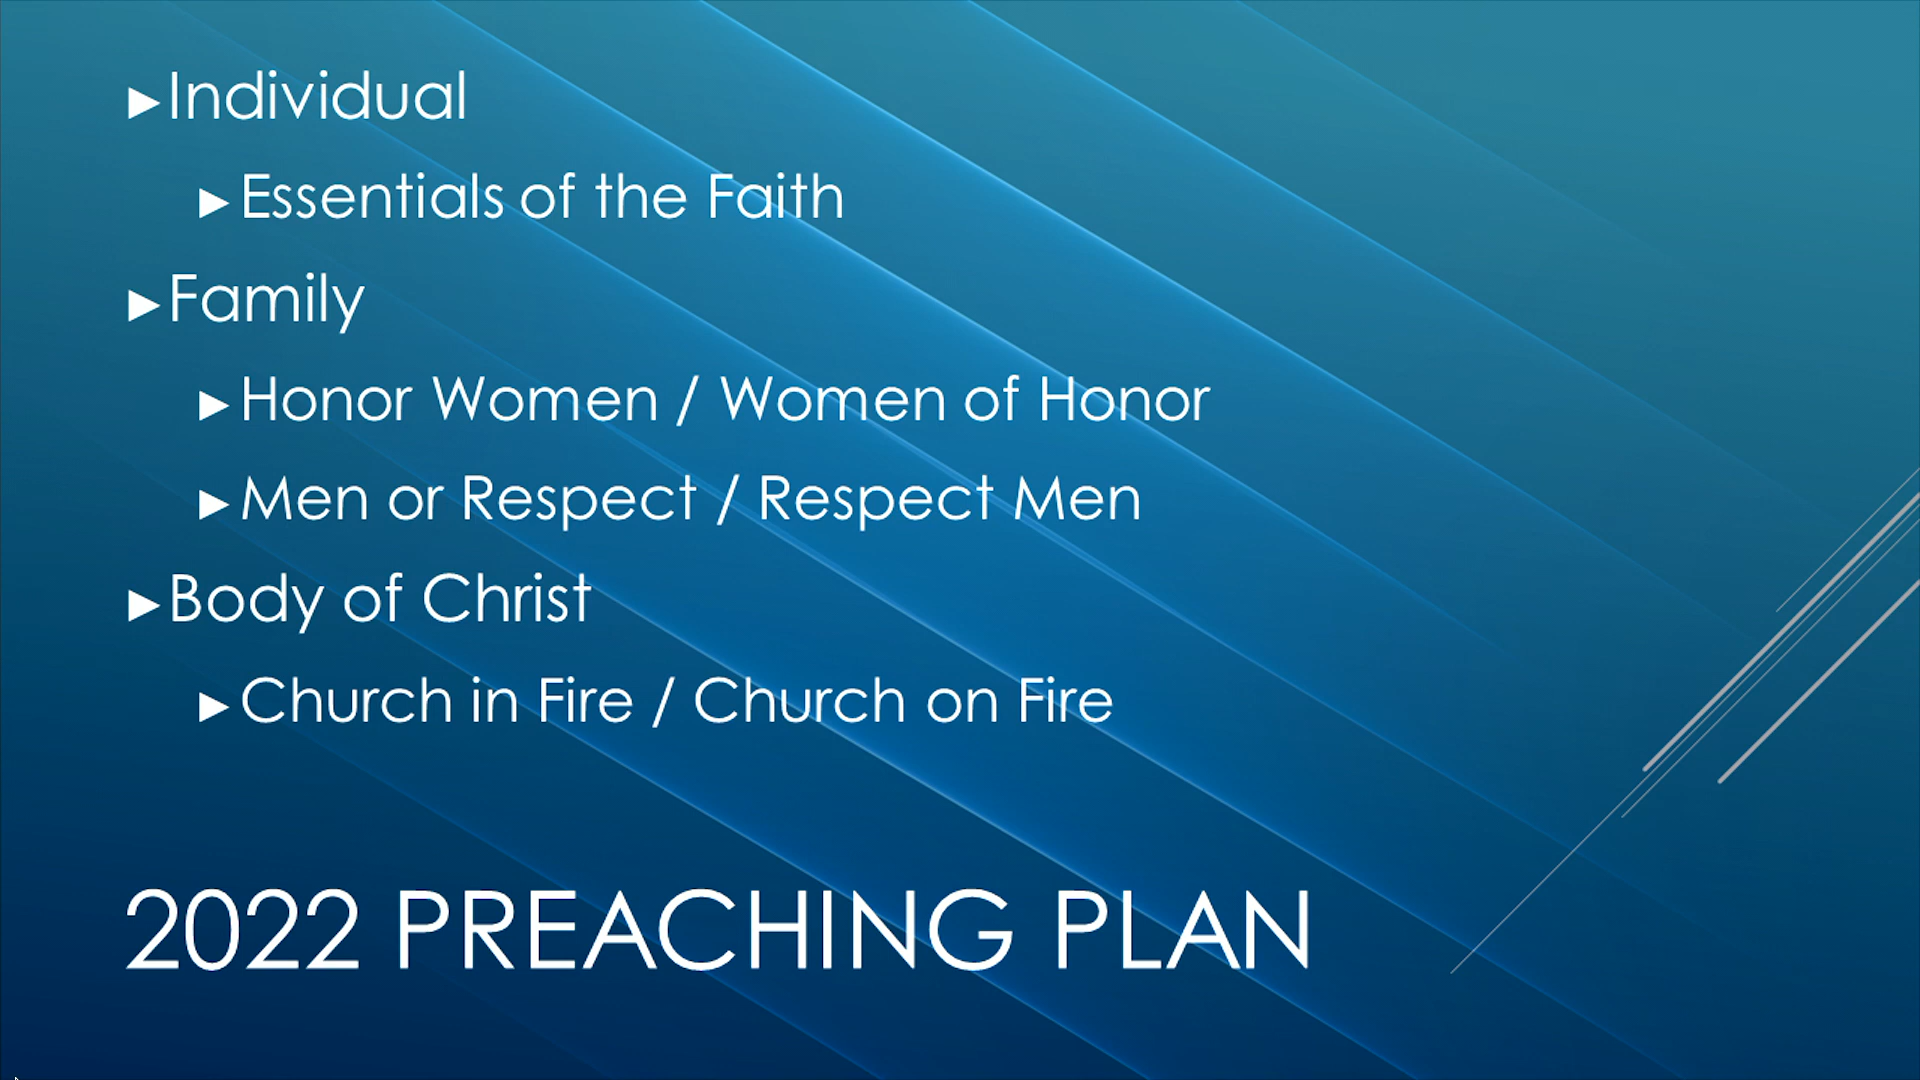 ►Individual
►Essentials of the Faith
►Family
►Honor Women / Women of Honor
►Men or Respect / Respect Men
►Body of Christ
►Church in Fire / Church on Fire
2022 PREACHING PLAN